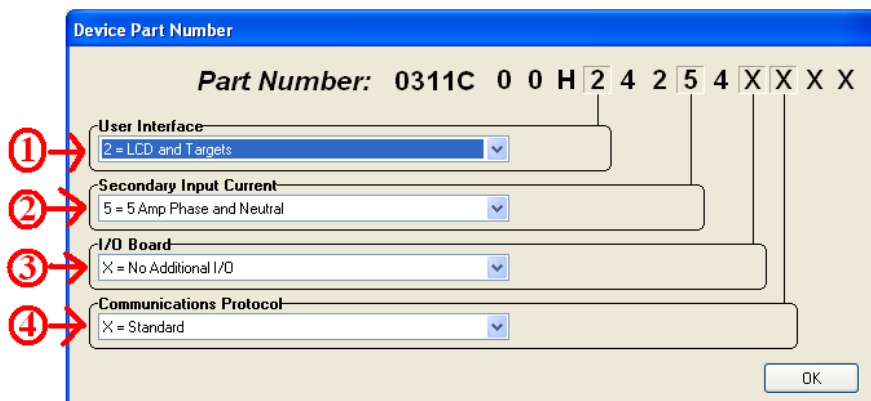 Device Part Number
Part Number: 0311C 0 0 H 2 4 2 5 4 X X X X
User Interface
1 2 = LCD and Targets
Secondary Input Current
2 5 = 5 Amp Phase and Neutral
I/O Board
3 X = No Additional I/O
Communications Protocol
4 X = Standard
OK